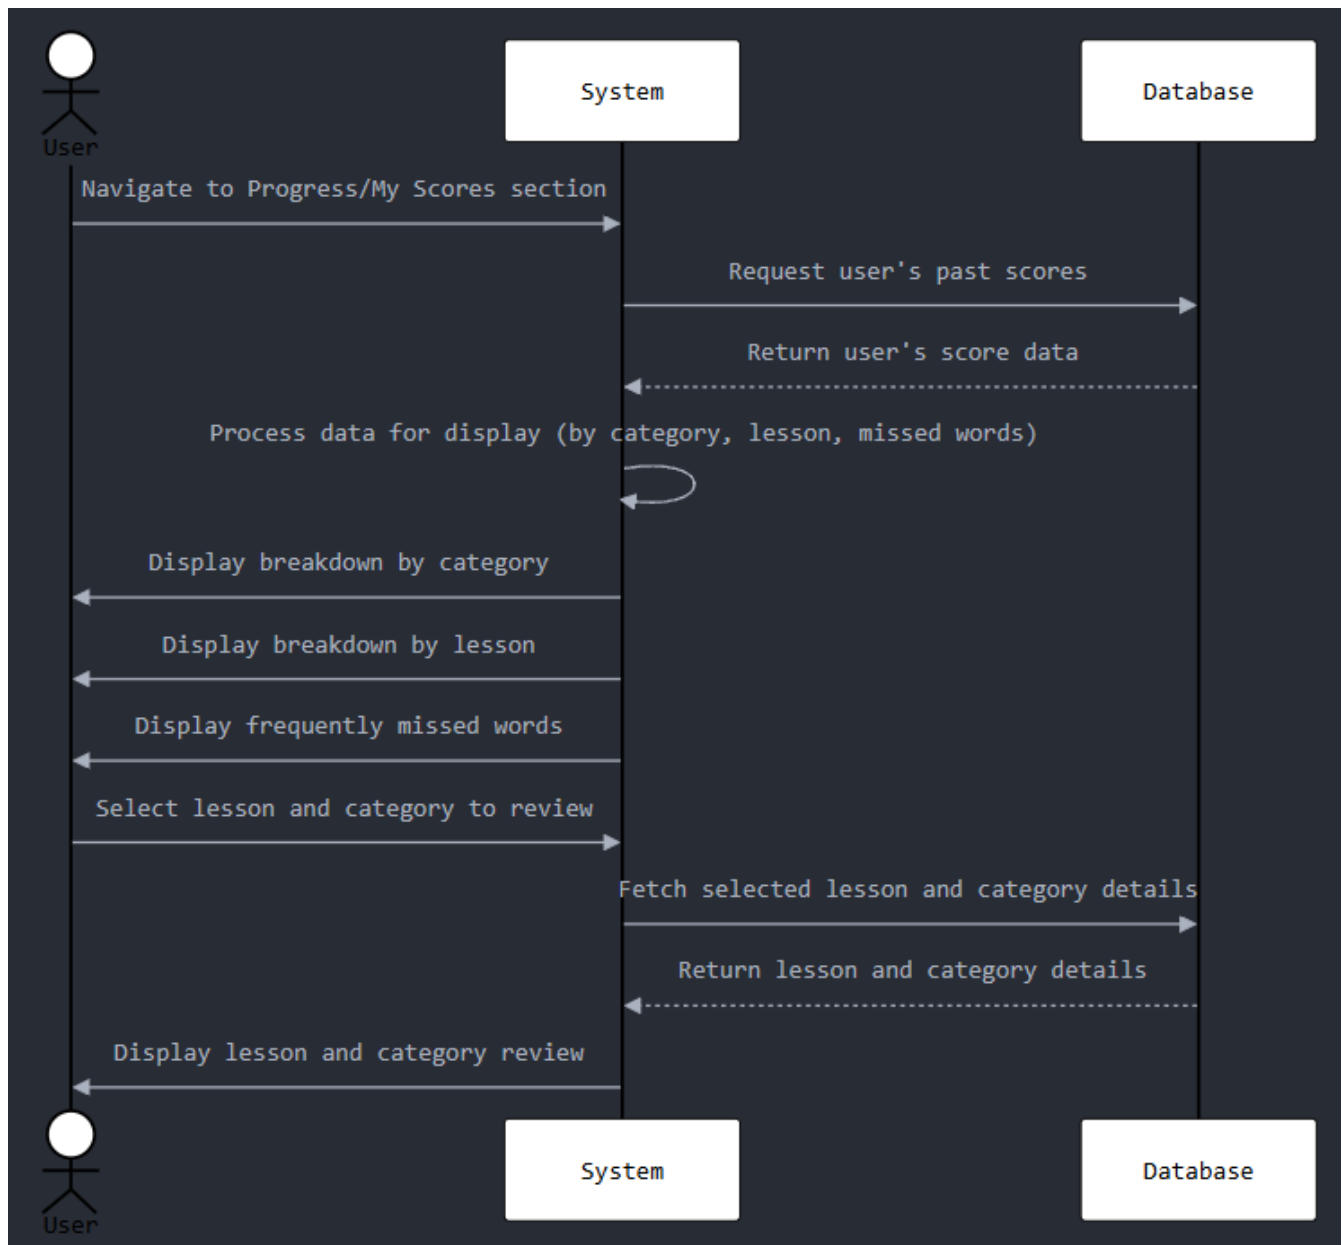 System
Database
User
Navigate to Progress/My Scores section
Request user's past scores
Return user's score data
Process data for display (by category, lesson, missed words)
Display breakdown by category
Display breakdown by lesson
Display frequently missed words
Select lesson and category to review
Fetch selected lesson and category details
Return lesson and category details
Display lesson and category review
System
Database
User